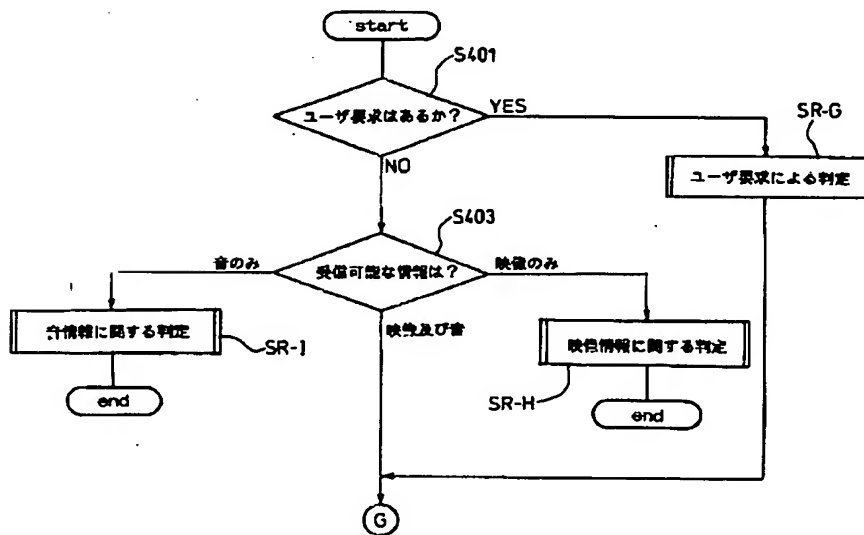 start
S401
ユーザ要求はあるか？
YES
SR-G
ユーザ要求による判定
NO
S403
音のみ
受信可能な情報は？
映像のみ
音情報に関する判定
SR-I
映像及び音
映像情報に関する判定
SR-H
end
end
G